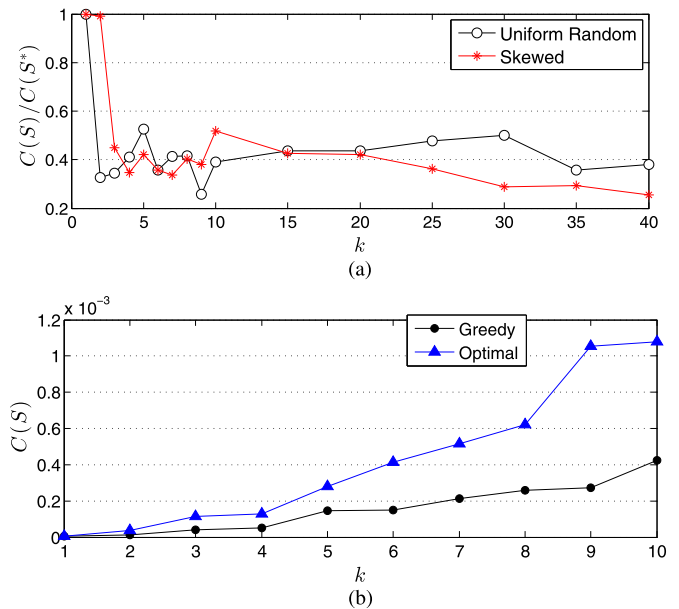 1
0.8
0.6
0.4
0.2
C(S)/C(S*)
Uniform Random
Skewed
0 5 10 15 20 25 30 35 40
k
(a)
x 10⁻³
1.2
1
0.8
0.6
0.4
0.2
0
C(S)
Greedy
Optimal
1 2 3 4 5 6 7 8 9 10
k
(b)